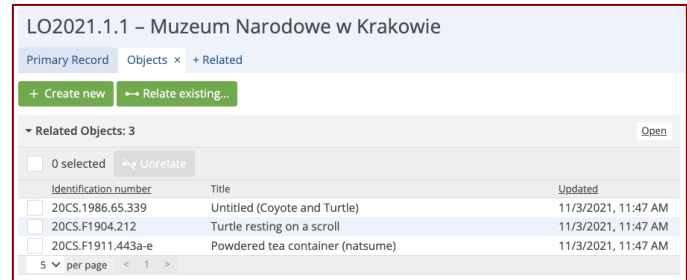 LO2021.1.1 – Muzeum Narodowe w Krakowie
Primary Record Objects × + Related
+ Create new Relate existing...
Related Objects: 3 Open
0 selected Unrelate
Identification number Title Updated
20CS.1986.65.339 Untitled (Coyote and Turtle) 11/3/2021, 11:47 AM
20CS.F1904.212 Turtle resting on a scroll 11/3/2021, 11:47 AM
20CS.F1911.443a-e Powdered tea container (natsume) 11/3/2021, 11:47 AM
5 per page < 1 >